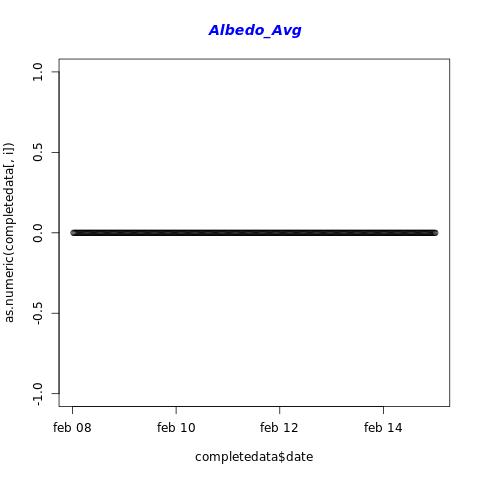 Albedo_Avg
as.numeric(completedata[, i])
1.0
0.5
0.0
-0.5
-1.0
feb 08 feb 10 feb 12 feb 14
completedata$date